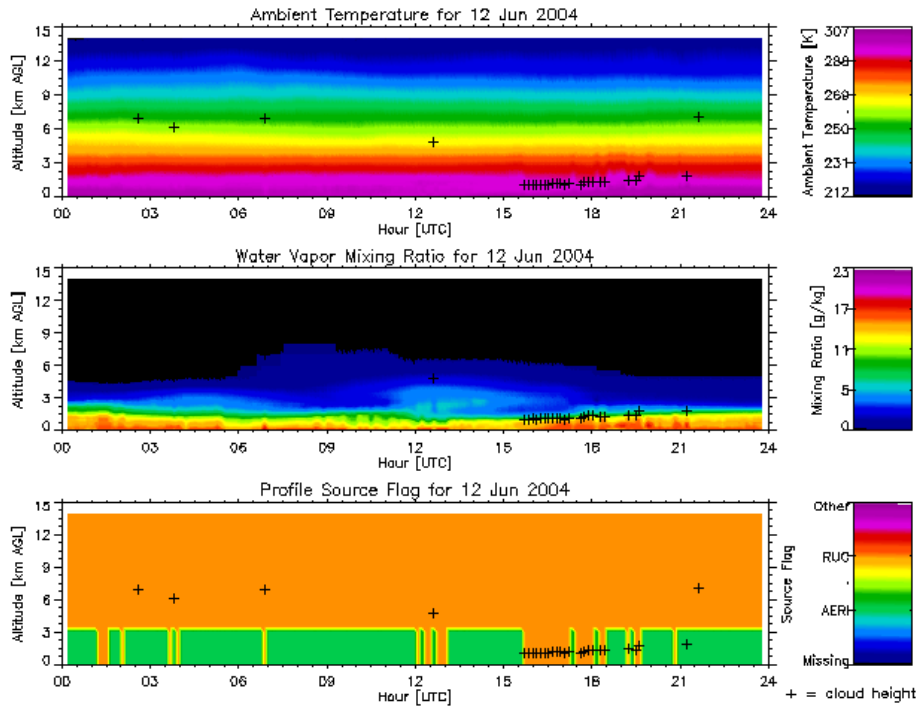 Ambient Temperature for 12 Jun 2004
Altitude [km AGL]
15
12
9
6
3
0
00 03 06 09 12 15 18 21 24
Hour [UTC]
Ambient Temperature [K]
307
288
269
250
231
212
Water Vapor Mixing Ratio for 12 Jun 2004
Altitude [km AGL]
15
12
9
6
3
0
00 03 06 09 12 15 18 21 24
Hour [UTC]
Mixing Ratio [g/kg]
23
17
11
5
0
Profile Source Flag for 12 Jun 2004
Altitude [km AGL]
15
12
9
6
3
0
00 03 06 09 12 15 18 21 24
Hour [UTC]
Source Flag
Other
RUC
AERI
Missing
+ = cloud height